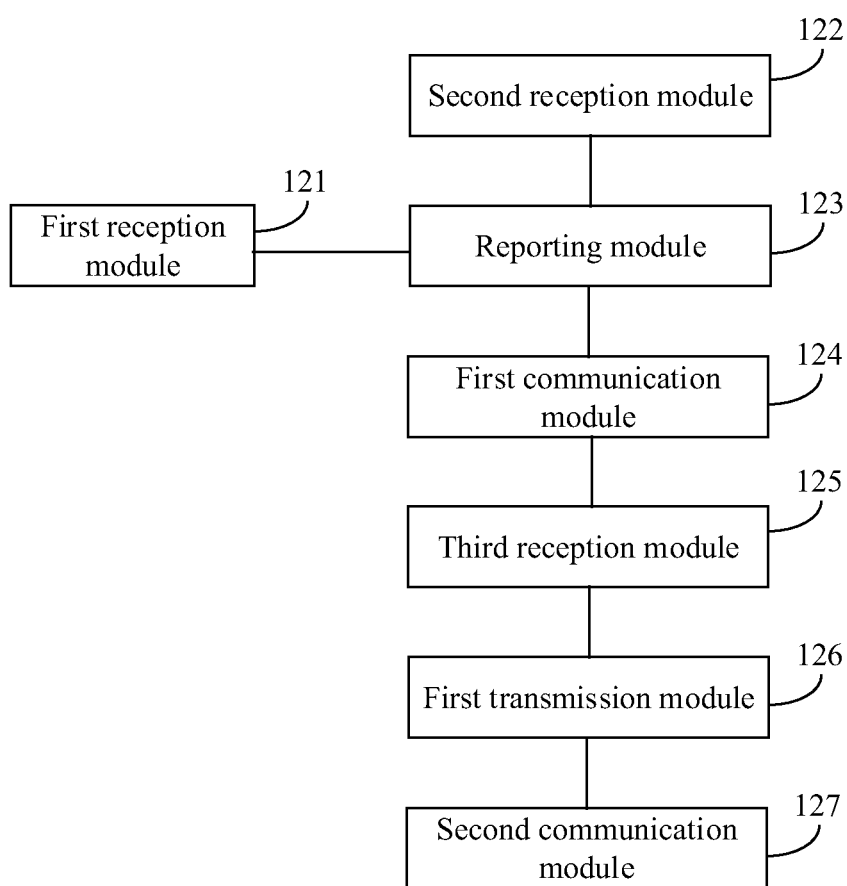 122
Second reception module
121
First reception
module
123
Reporting module
124
First communication
module
125
Third reception module
126
First transmission module
127
Second communication
module